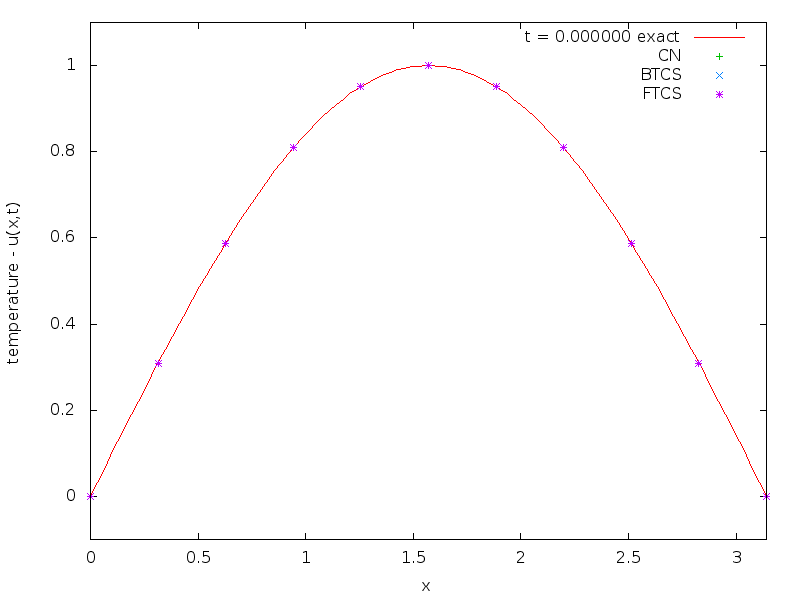 t = 0.000000 exact
CN
BTCS
FTCS
1
0.8
0.6
0.4
0.2
0
temperature - u(x,t)
0 0.5 1 1.5 2 2.5 3
x